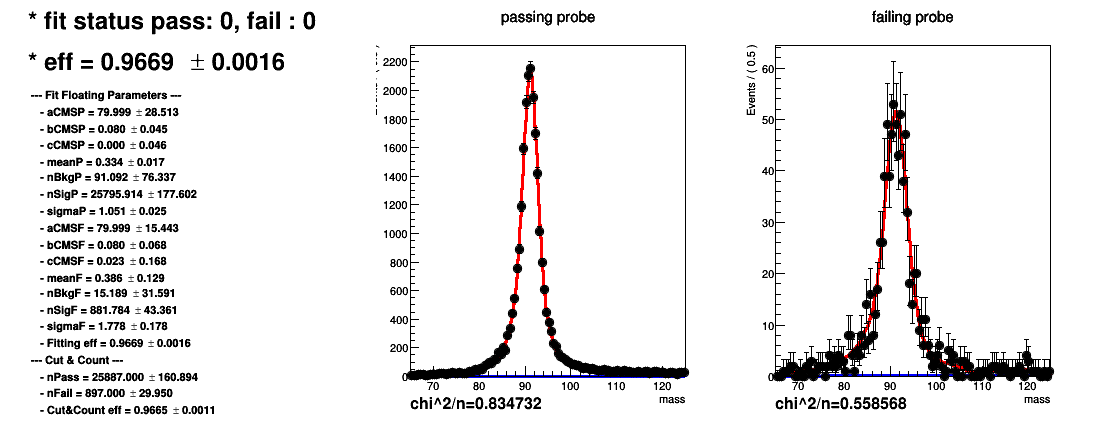 * fit status pass: 0, fail : 0
* eff = 0.9669 ± 0.0016
--- Fit Floating Parameters ---
- aCMSP = 79.999 ± 28.513
- bCMSP = 0.080 ± 0.045
- cCMSP = 0.000 ± 0.046
- meanP = 0.334 ± 0.017
- nBkgP = 91.092 ± 76.337
- nSigP = 25795.914 ± 177.602
- sigmaP = 1.051 ± 0.025
- aCMSF = 79.999 ± 15.443
- bCMSF = 0.080 ± 0.068
- cCMSF = 0.023 ± 0.168
- meanF = 0.386 ± 0.129
- nBkgF = 15.189 ± 31.591
- nSigF = 881.784 ± 43.361
- sigmaF = 1.778 ± 0.178
- Fitting eff = 0.9669 ± 0.0016
--- Cut & Count ---
- nPass = 25887.000 ± 160.894
- nFail = 897.000 ± 29.950
- Cut&Count eff = 0.9665 ± 0.0011
passing probe
2200
2000
1800
1600
1400
1200
1000
800
600
400
200
0
70 80 90 100 110 120
mass
chi^2/n=0.834732
failing probe
Events / ( 0.5 )
60
50
40
30
20
10
0
70 80 90 100 110 120
mass
chi^2/n=0.558568